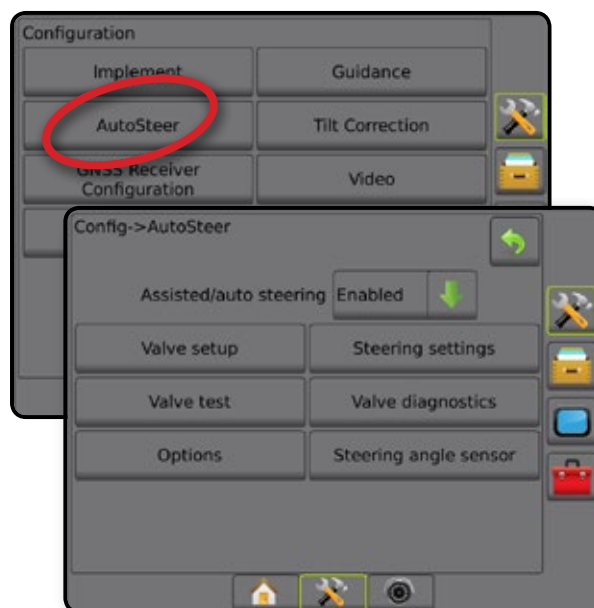 Configuration
Implement
Guidance
AutoSteer
Tilt Correction
GNSS Receiver
Configuration
Video
Config->AutoSteer
Assisted/auto steering
Enabled
Valve setup
Steering settings
Valve test
Valve diagnostics
Options
Steering angle sensor